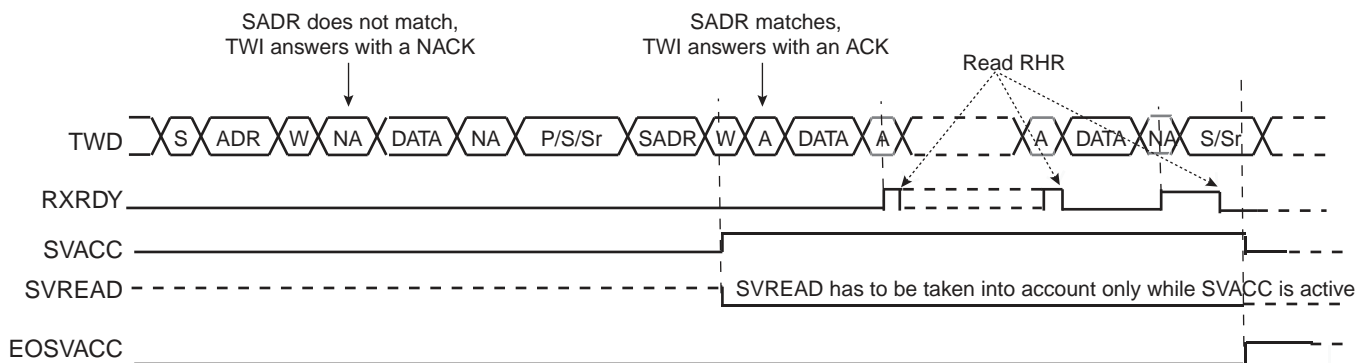 SADR does not match,
TWI answers with a NACK
SADR matches,
TWI answers with an ACK
Read RHR
TWD S ADR W NA DATA NA P/S/Sr SADR W A DATA A A DATA NA S/Sr
RXRDY
SVACC
SVREAD SVREAD has to be taken into account only while SVACC is active
EOSVACC